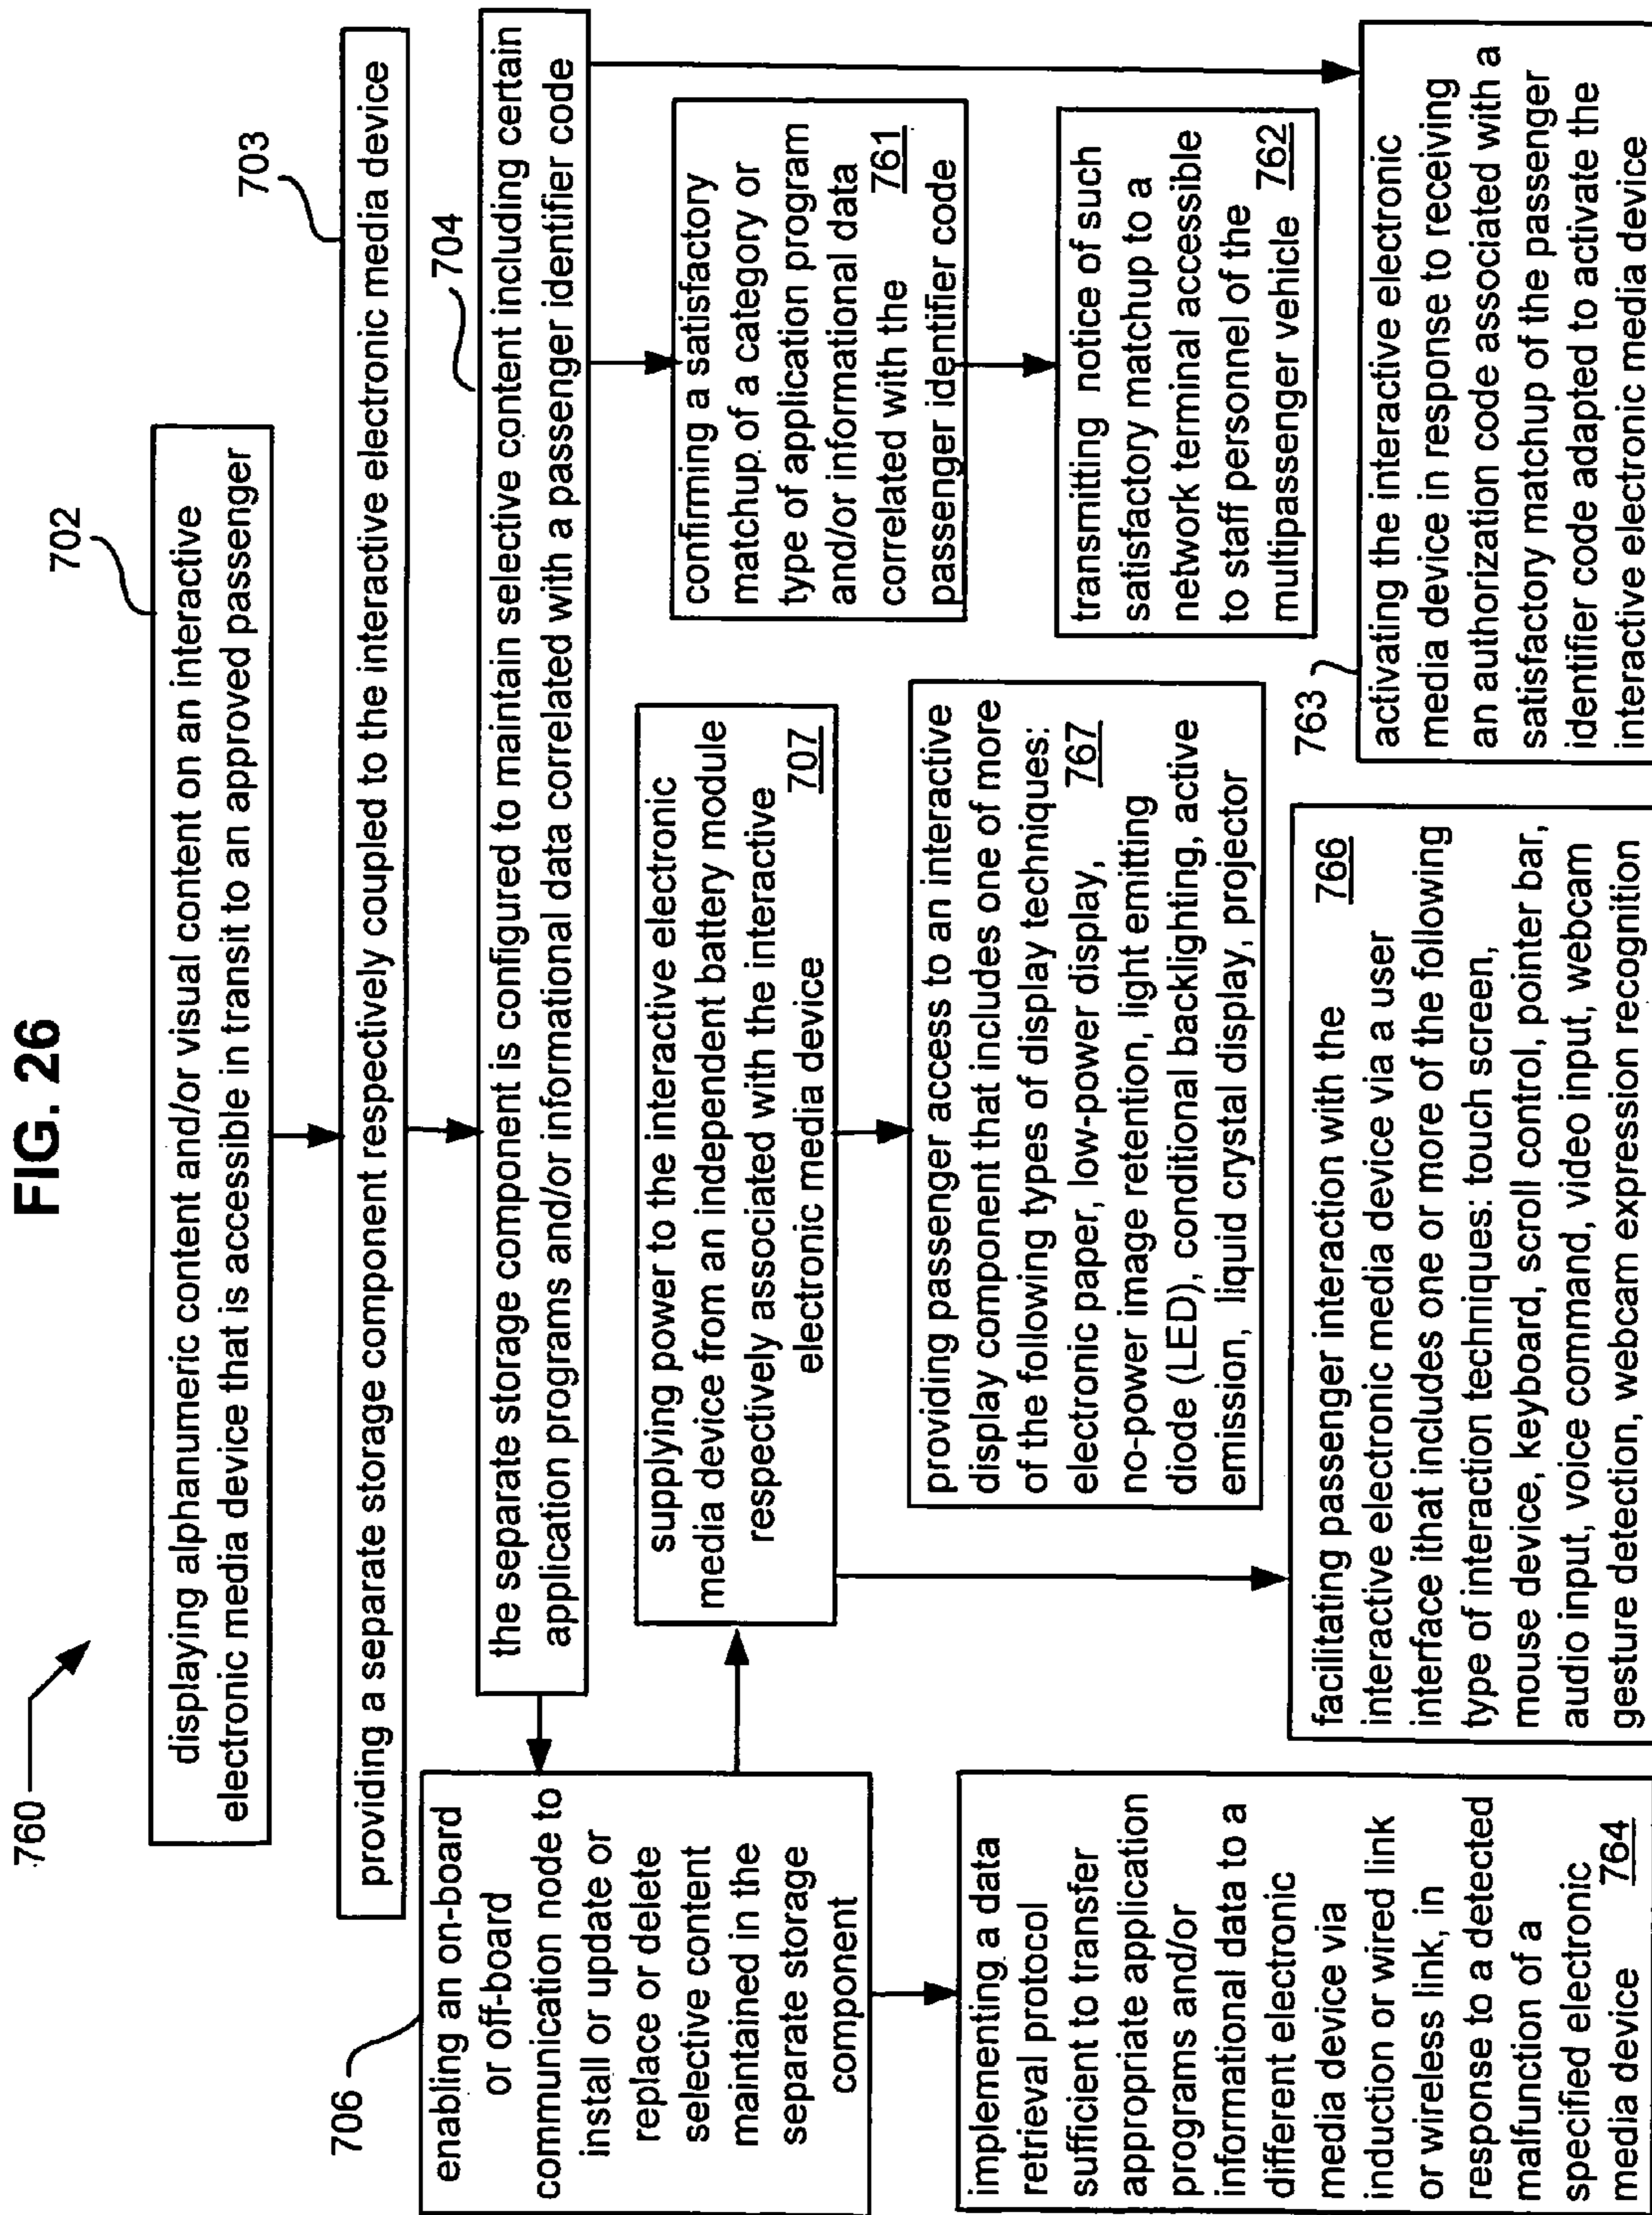 FIG. 26
760
702
displaying alphanumeric content and/or visual content on an interactive
electronic media device that is accessible in transit to an approved passenger
703
providing a separate storage component respectively coupled to the interactive electronic media device
704
the separate storage component is configured to maintain selective content including certain
application programs and/or informational data correlated with a passenger identifier code
706
enabling an on-board
or off-board
communication node to
install or update or
replace or delete
selective content
maintained in the
separate storage
component
supplying power to the interactive electronic
media device from an independent battery module
respectively associated with the interactive
electronic media device 707
confirming a satisfactory
matchup of a category or
type of application program
and/or informational data
correlated with the 761
passenger identifier code
implementing a data
retrieval protocol
sufficient to transfer
appropriate application
programs and/or
informational data to a
different electronic
media device via
induction or wired link
or wireless link, in
response to a detected
malfunction of a
specified electronic
media device 764
providing passenger access to an interactive
display component that includes one of more
of the following types of display techniques:
electronic paper, low-power display, 767
no-power image retention, light emitting
diode (LED), conditional backlighting, active
emission, liquid crystal display, projector
transmitting notice of such
satisfactory matchup to a
network terminal accessible
to staff personnel of the
multipassenger vehicle 762
facilitating passenger interaction with the 766
interactive electronic media device via a user
interface ithat includes one or more of the following
type of interaction techniques: touch screen,
mouse device, keyboard, scroll control, pointer bar,
audio input, voice command, video input, webcam
gesture detection, webcam expression recognition
763
activating the interactive electronic
media device in response to receiving
an authorization code associated with a
satisfactory matchup of the passenger
identifier code adapted to activate the
interactive electronic media device